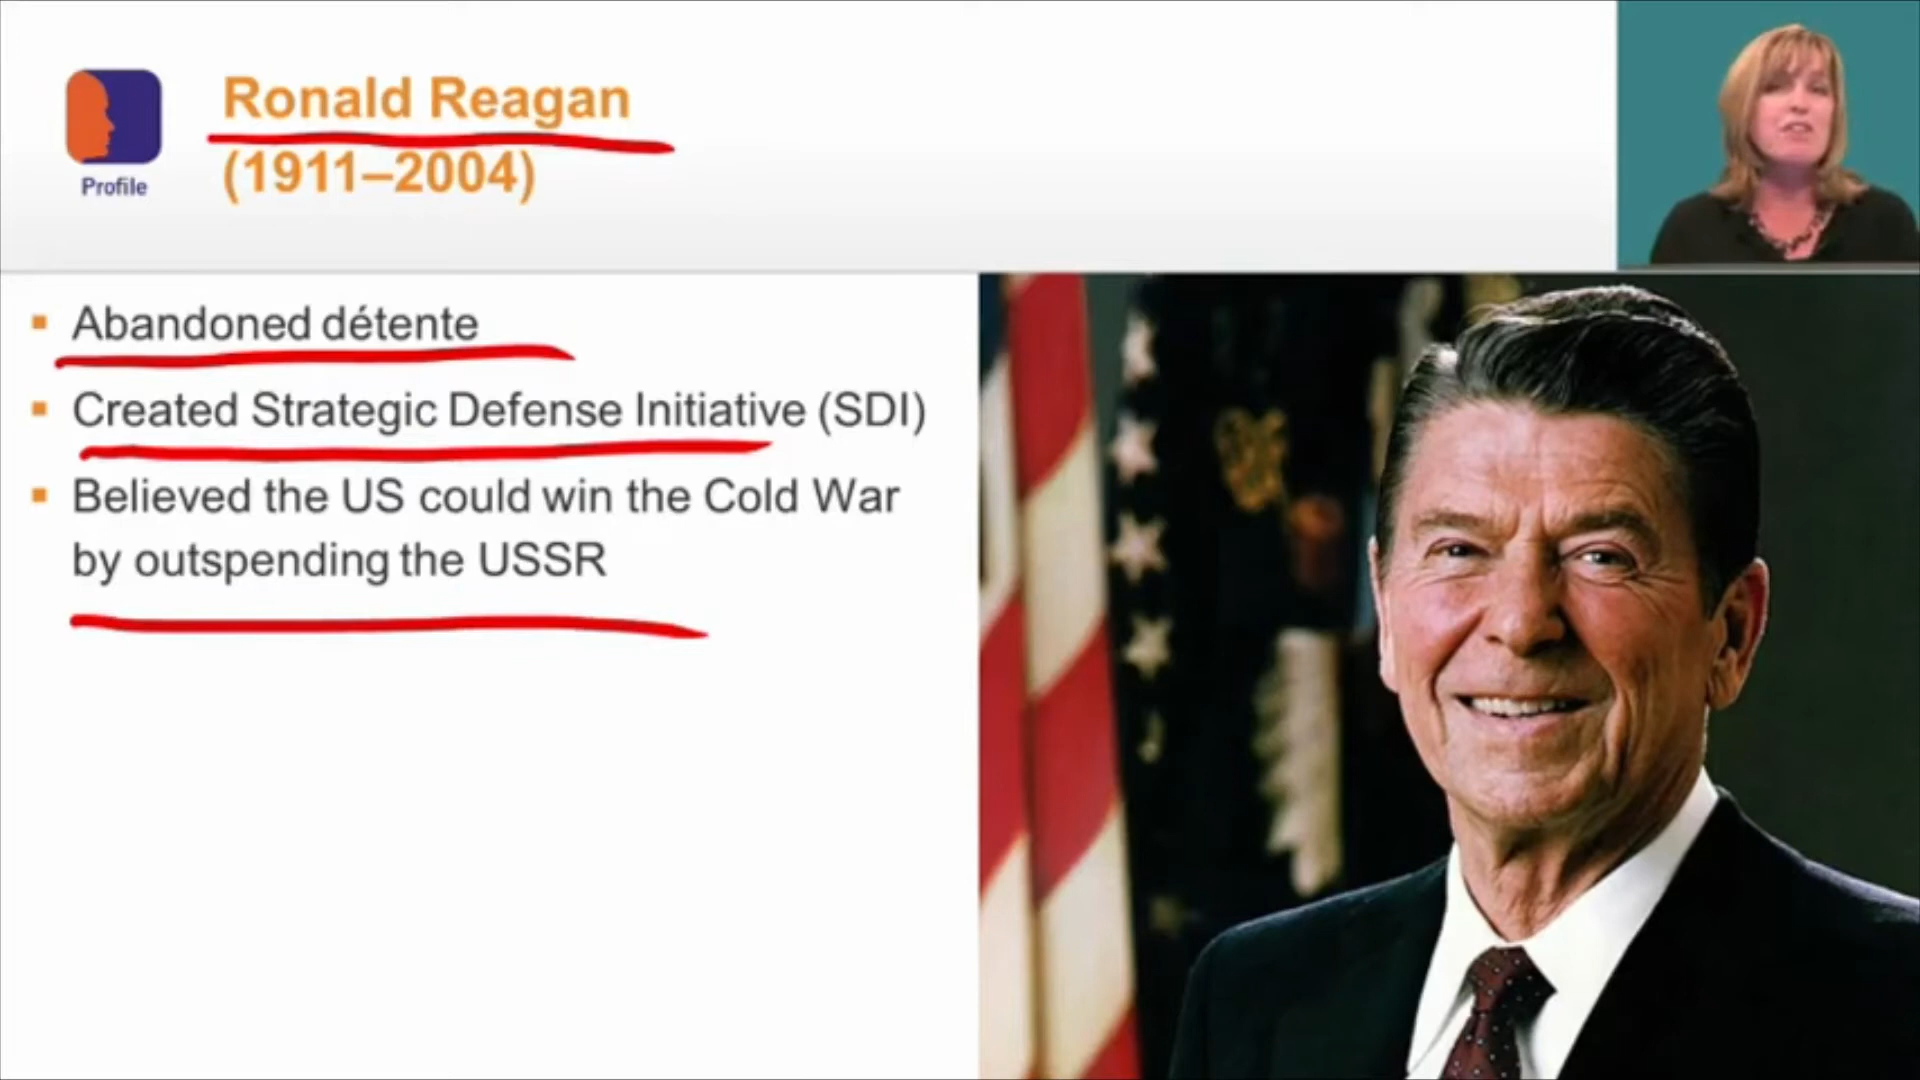 Ronald Reagan
(1911–2004)
Profile
Abandoned détente
Created Strategic Defense Initiative (SDI)
Believed the US could win the Cold War
by outspending the USSR